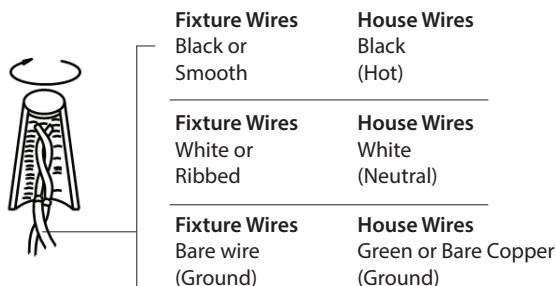 Fixture Wires House Wires
Black or Black
Smooth (Hot)
Fixture Wires House Wires
White or White
Ribbed (Neutral)
Fixture Wires House Wires
Bare wire Green or Bare Copper
(Ground) (Ground)